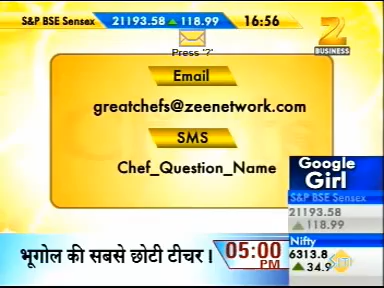 S&P BSE Sensex 21193.58 ▲ 118.99 16:56
Press '?'
BUSINESS
Email
greatchefs@zeenetwork.com
SMS
Chef_Question_Name
Google
Girl
S&P BSE Sensex
21193.58
▲ 118.99
Nifty
6313.8
▲ 34.9
भूगोल की सबसे छोटी टीचर !
05:00
PM